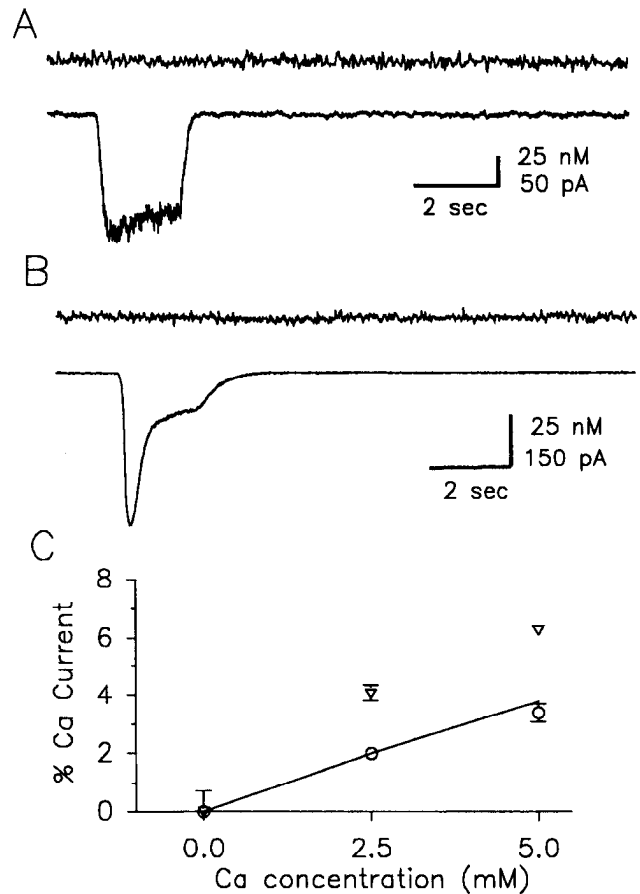 A
25 nM
50 pA
2 sec
B
25 nM
150 pA
2 sec
C
% Ca Current
8
6
4
2
0
0.0 2.5 5.0
Ca concentration (mM)